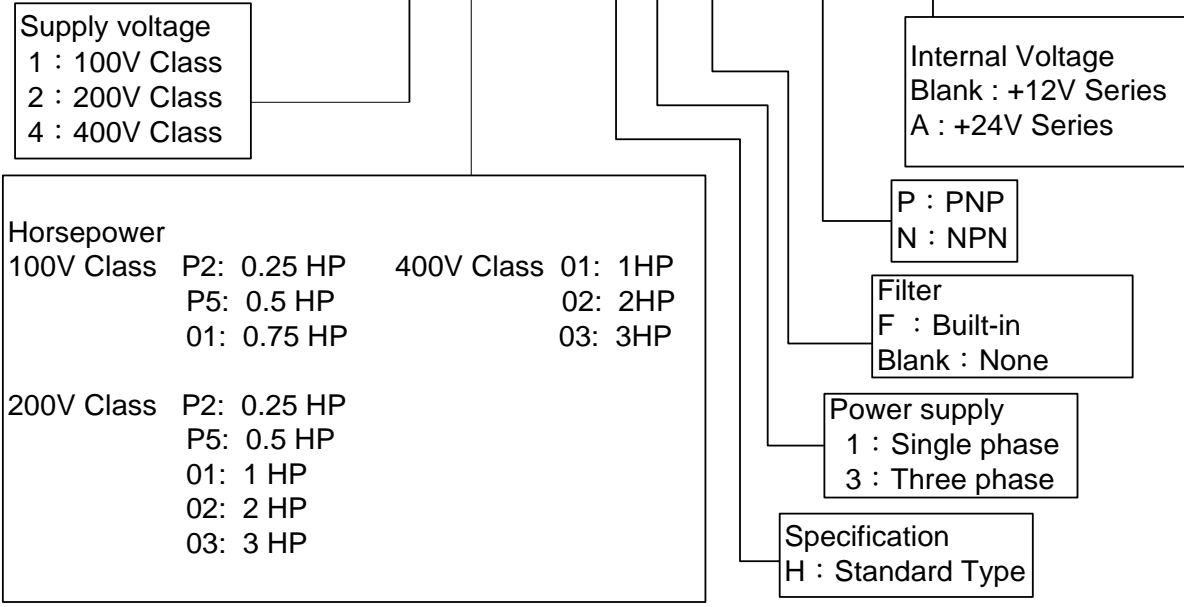 Supply voltage
1：100V Class
2：200V Class
4：400V Class
Internal Voltage
Blank : +12V Series
A : +24V Series
P：PNP
N：NPN
Horsepower
100V Class P2: 0.25 HP 400V Class 01: 1HP
P5: 0.5 HP 02: 2HP
01: 0.75 HP 03: 3HP
200V Class P2: 0.25 HP
P5: 0.5 HP
01: 1 HP
02: 2 HP
03: 3 HP
Filter
F ：Built-in
Blank：None
Power supply
1：Single phase
3：Three phase
Specification
H：Standard Type